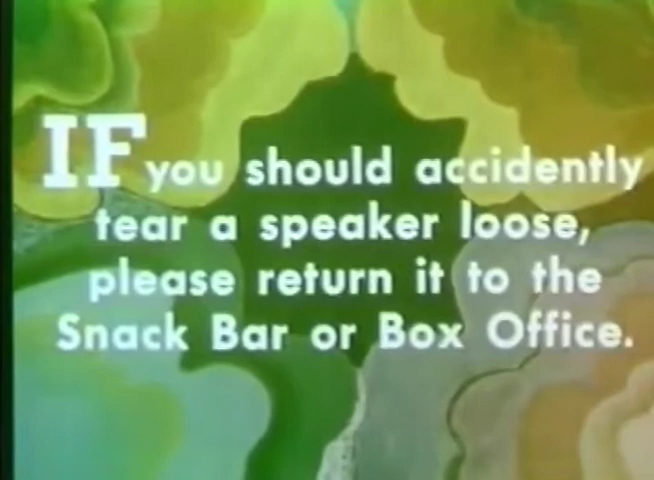 IF you should accidently
tear a speaker loose,
please return it to the
Snack Bar or Box Office.